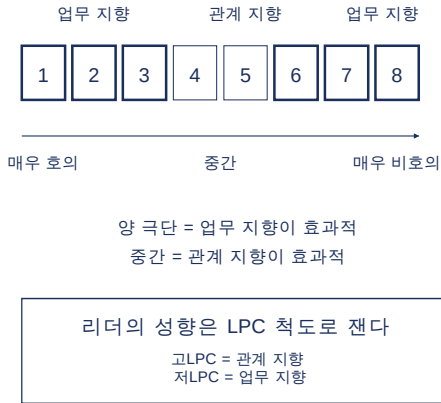 업무 지향 관계 지향 업무 지향
1 2 3 4 5 6 7 8
매우 호의 중간 매우 비호의
양 극단 = 업무 지향이 효과적
중간 = 관계 지향이 효과적
리더의 성향은 LPC 척도로 잰다
고LPC = 관계 지향
저LPC = 업무 지향